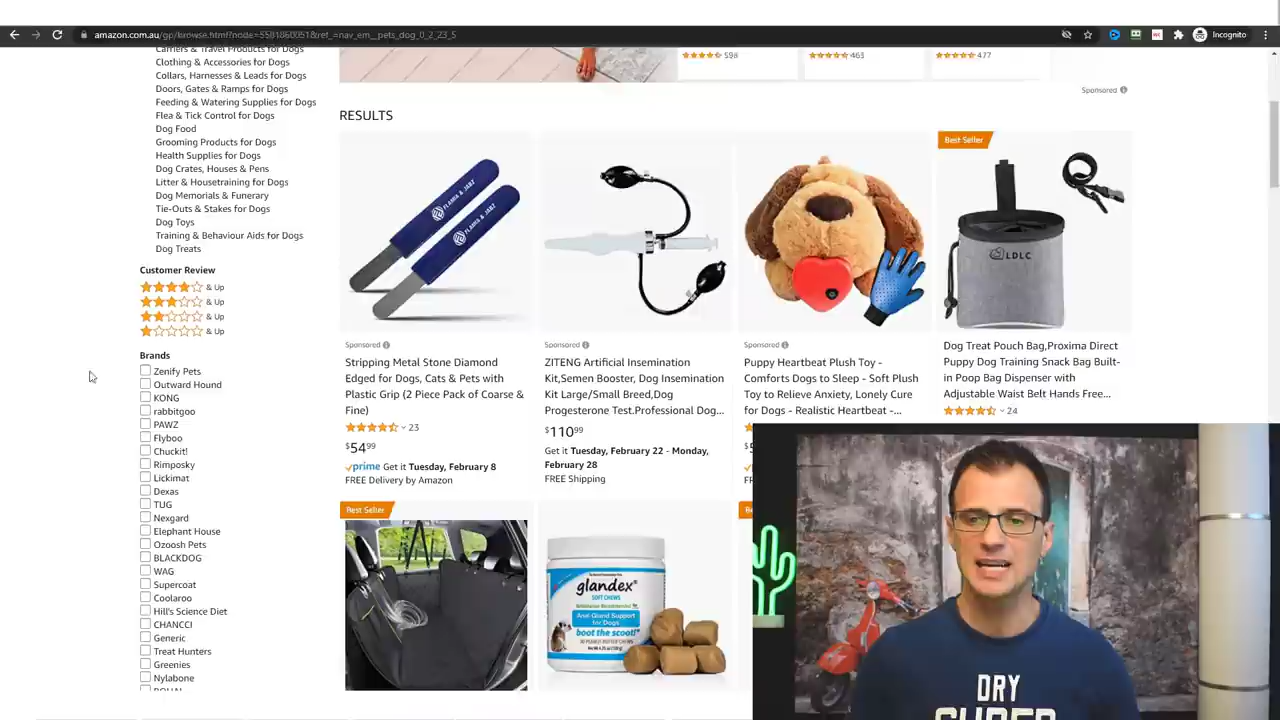 amazon.com.au/gp/browse.html?node=5581860051&ref_=nav_em__pets_dog_0_2_23_5
Incognito
Carriers & Travel Products for Dogs
Clothing & Accessories for Dogs
Collars, Harnesses & Leads for Dogs
Doors, Gates & Ramps for Dogs
Feeding & Watering Supplies for Dogs
Flea & Tick Control for Dogs
Dog Food
Grooming Products for Dogs
Health Supplies for Dogs
Dog Crates, Houses & Pens
Litter & Housetraining for Dogs
Dog Memorials & Funerary
Tie-Outs & Stakes for Dogs
Dog Toys
Training & Behaviour Aids for Dogs
Dog Treats
Customer Review
& Up
& Up
& Up
& Up
Brands
Zenify Pets
Outward Hound
KONG
rabbitgoo
PAWZ
Flyboo
Chuckit!
Rimposky
Lickimat
Dexas
TUG
Nexgard
Elephant House
Ozoosh Pets
BLACKDOG
WAG
Supercoat
Coolaroo
Hill's Science Diet
CHANCCI
Generic
Treat Hunters
Greenies
Nylabone
598
463
477
Sponsored
RESULTS
Sponsored
Stripping Metal Stone Diamond
Edged for Dogs, Cats & Pets with
Plastic Grip (2 Piece Pack of Coarse &
Fine)
23
$54.99
prime Get it Tuesday, February 8
FREE Delivery by Amazon
Sponsored
ZITENG Artificial Insemination
Kit,Semen Booster, Dog Insemination
Kit Large/Small Breed,Dog
Progesterone Test.Professional Dog...
$110.99
Get it Tuesday, February 22 - Monday,
February 28
FREE Shipping
Sponsored
Puppy Heartbeat Plush Toy -
Comforts Dogs to Sleep - Soft Plush
Toy to Relieve Anxiety, Lonely Cure
for Dogs - Realistic Heartbeat -...
Best Seller
LDLC
Dog Treat Pouch Bag,Proxima Direct
Puppy Dog Training Snack Bag Built-
in Poop Bag Dispenser with
Adjustable Waist Belt Hands Free...
24
Best Seller
glandex
SOFT CHEWS
Anal Gland Support
for Dogs
boot the scoot!
DRY